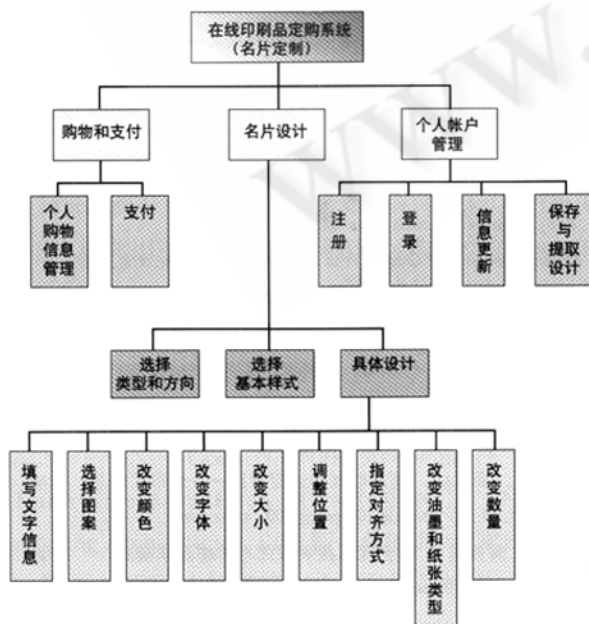 在线印刷品定购系统
（名片定制）
购物和支付
名片设计
个人帐户
管理
个人
购物
信息
管理
支付
注册
登录
信息更新
保存
与
提取
设计
选择
类型和方向
选择
基本样式
具体设计
填写文字信息
选择图案
改变颜色
改变字体
改变大小
调整位置
指定对齐方式
改变油墨和纸张类型
改变数量
www.